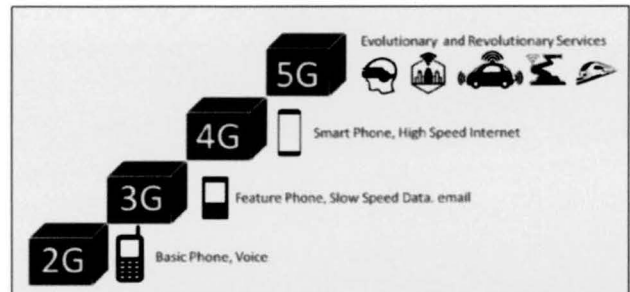 Evolutionary and Revolutionary Services
5G
4G
Smart Phone, High Speed Internet
3G
Feature Phone, Slow Speed Data. email
2G
Basic Phone, Voice